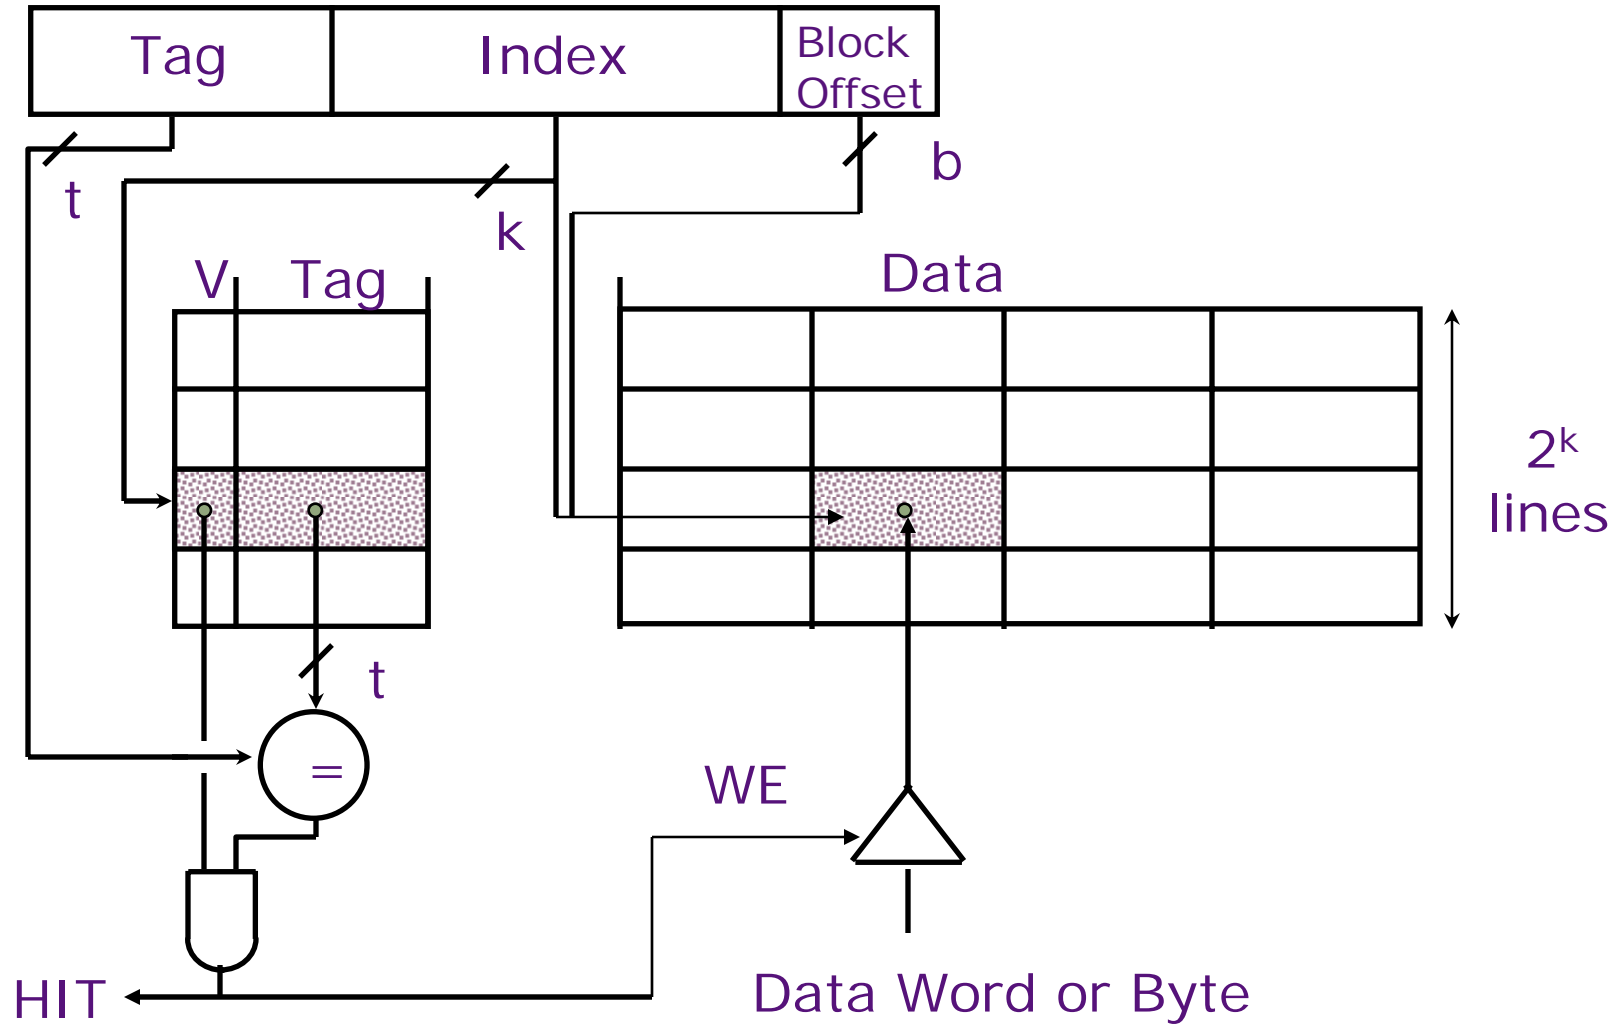 Tag
Index
Block
Offset
t
k
b
V
Tag
Data
2ᵏ
lines
t
=
WE
HIT
Data Word or Byte